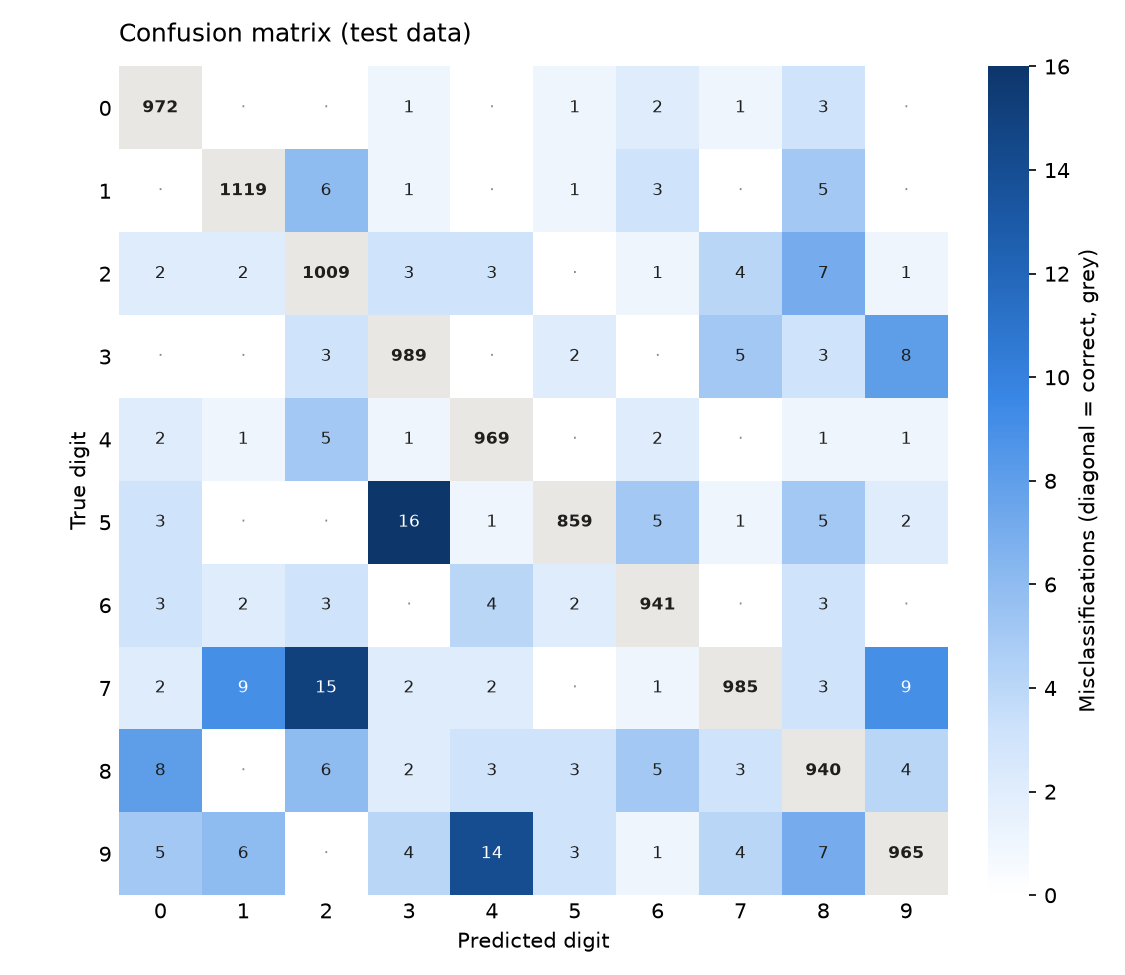 Confusion matrix (test data)
0 972 · · 1 · 1 2 1 3 ·
1 · 1119 6 1 · 1 3 · 5 ·
2 2 2 1009 3 3 · 1 4 7 1
3 · · 3 989 · 2 · 5 3 8
4 2 1 5 1 969 · 2 · 1 1
5 3 · · 16 1 859 5 1 5 2
6 3 2 3 · 4 2 941 · 3 ·
7 2 9 15 2 2 · 1 985 3 9
8 8 · 6 2 3 3 5 3 940 4
9 5 6 · 4 14 3 1 4 7 965
0 1 2 3 4 5 6 7 8 9
Predicted digit
True digit
16
14
12
10
8
6
4
2
0
Misclassifications (diagonal = correct, grey)